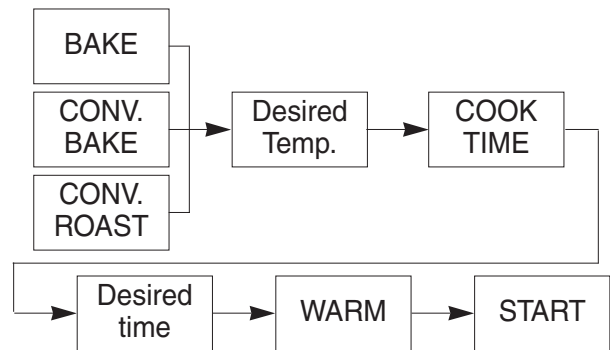 BAKE
CONV.
BAKE
CONV.
ROAST
Desired
Temp.
COOK
TIME
Desired
time
WARM
START